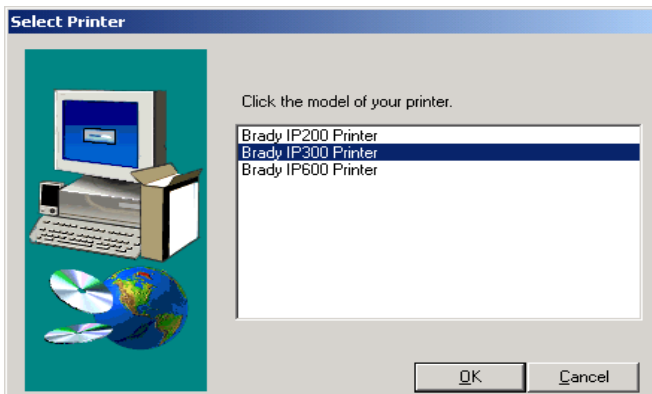 Select Printer
Click the model of your printer.
Brady IP200 Printer
Brady IP300 Printer
Brady IP600 Printer
OK
Cancel